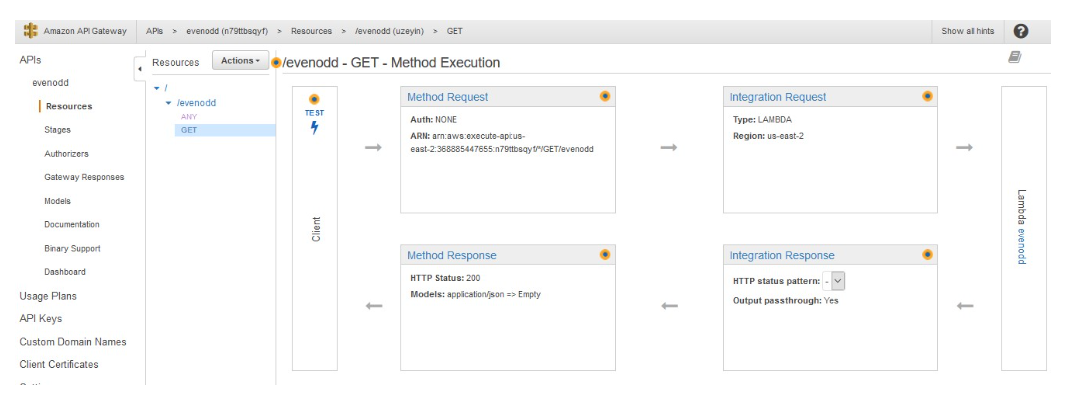 Amazon API Gateway
APIs > evenodd (n79ttbsqyf) > Resources > /evenodd (uzeyin) > GET
Show all hints
?
APIs
evenodd
Resources
Stages
Authorizers
Gateway Responses
Models
Documentation
Binary Support
Dashboard
Usage Plans
API Keys
Custom Domain Names
Client Certificates
Resources
Actions
/
/evenodd
ANY
GET
/evenodd - GET - Method Execution
TEST
Client
Method Request
Auth: NONE
ARN: arn:aws:execute-api:us-
east-2:368885447655:n79ttbsqyf/*/GET/evenodd
Integration Request
Type: LAMBDA
Region: us-east-2
Lambda evenodd
Method Response
HTTP Status: 200
Models: application/json => Empty
Integration Response
HTTP status pattern: -
Output passthrough: Yes